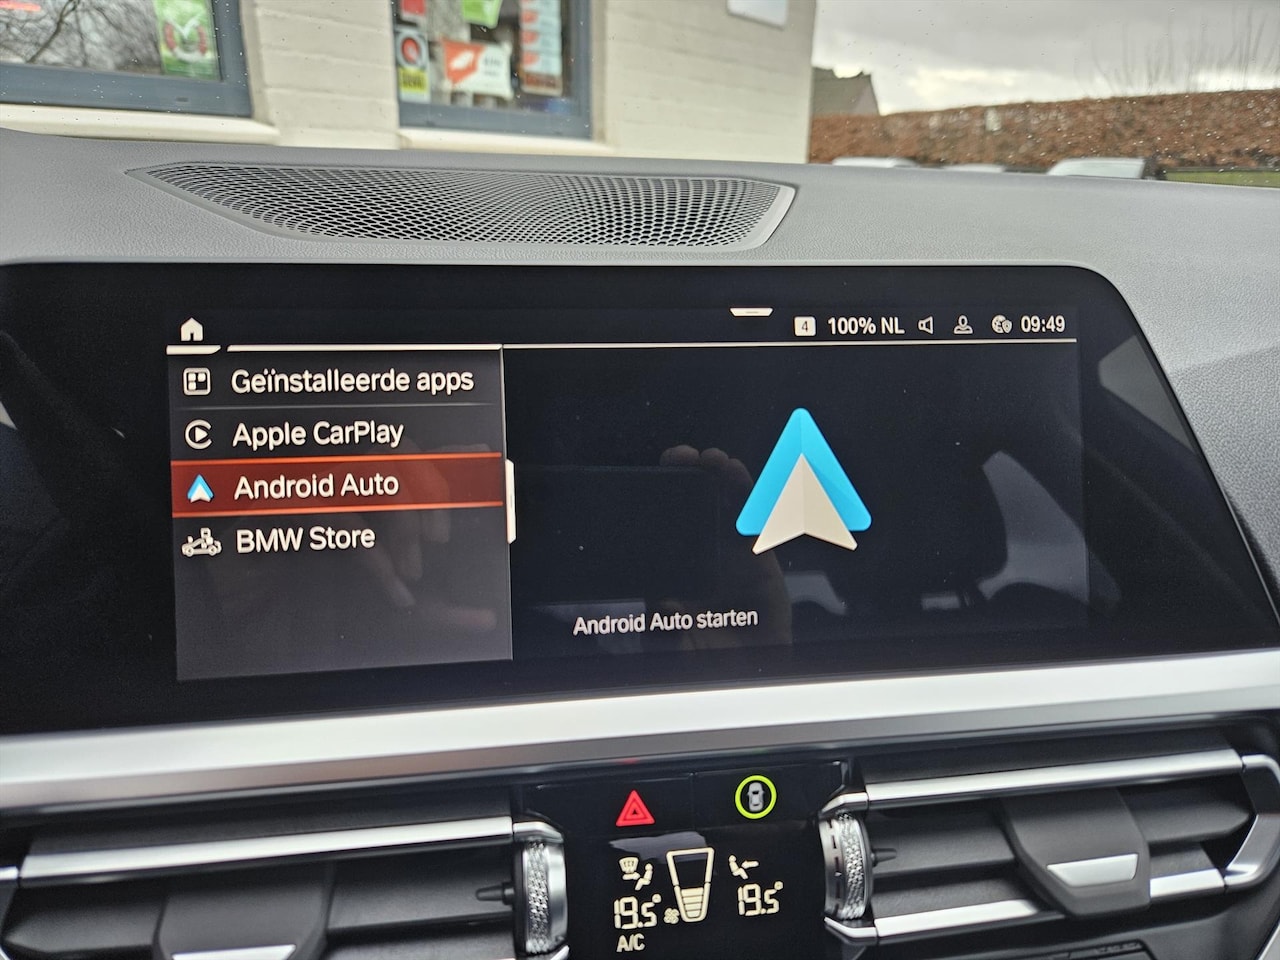 4 100% NL 09:49
Geïnstalleerde apps
Apple CarPlay
Android Auto
BMW Store
Android Auto starten
19.5°
19.5°
A/C